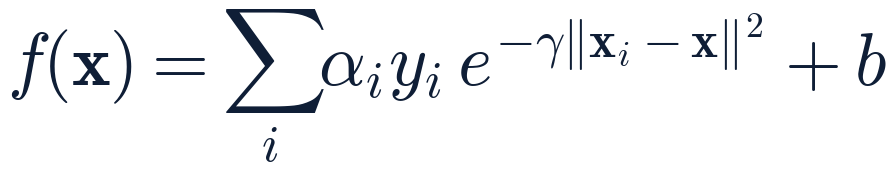 f(𝐱) = ∑_i α_i y_i e^{−γ‖𝐱_i − 𝐱‖^2} + b